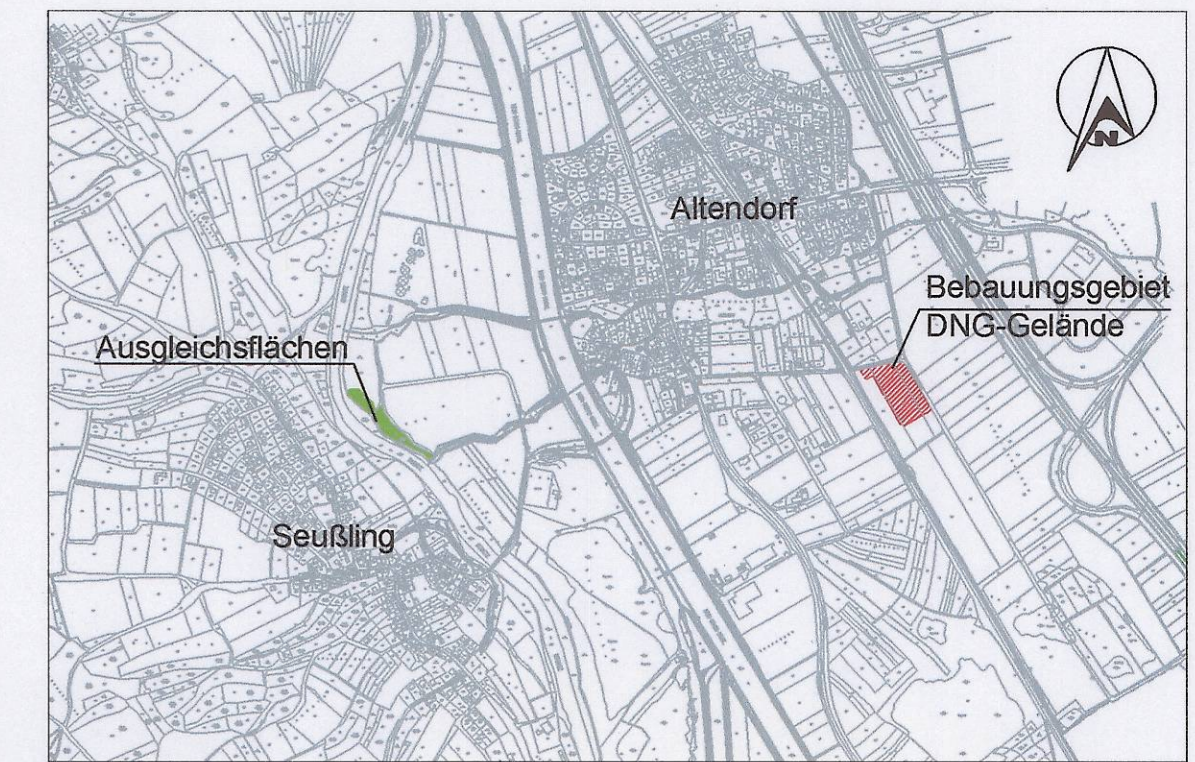 N
Altendorf
Bebauungsgebiet
DNG-Gelände
Ausgleichsflächen
Seußling